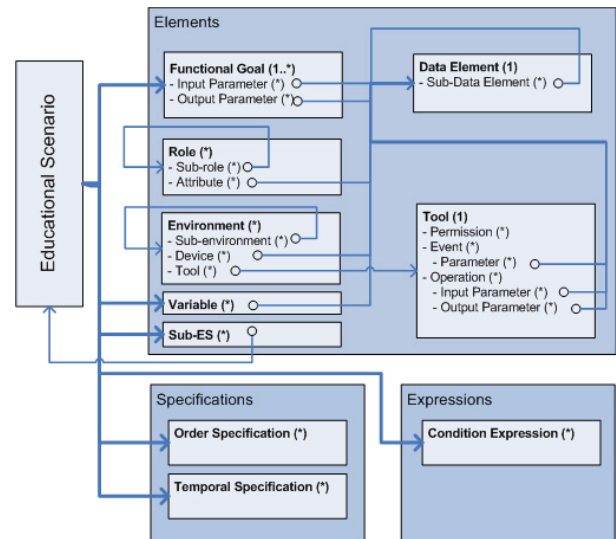 Educational Scenario
Elements
Functional Goal (1..*)
- Input Parameter (*)
- Output Parameter (*)
Data Element (1)
- Sub-Data Element (*)
Role (*)
- Sub-role (*)
- Attribute (*)
Environment (*)
- Sub-environment (*)
- Device (*)
- Tool (*)
Tool (1)
- Permission (*)
- Event (*)
- Parameter (*)
- Operation (*)
- Input Parameter (*)
- Output Parameter (*)
Variable (*)
Sub-ES (*)
Specifications
Order Specification (*)
Temporal Specification (*)
Expressions
Condition Expression (*)